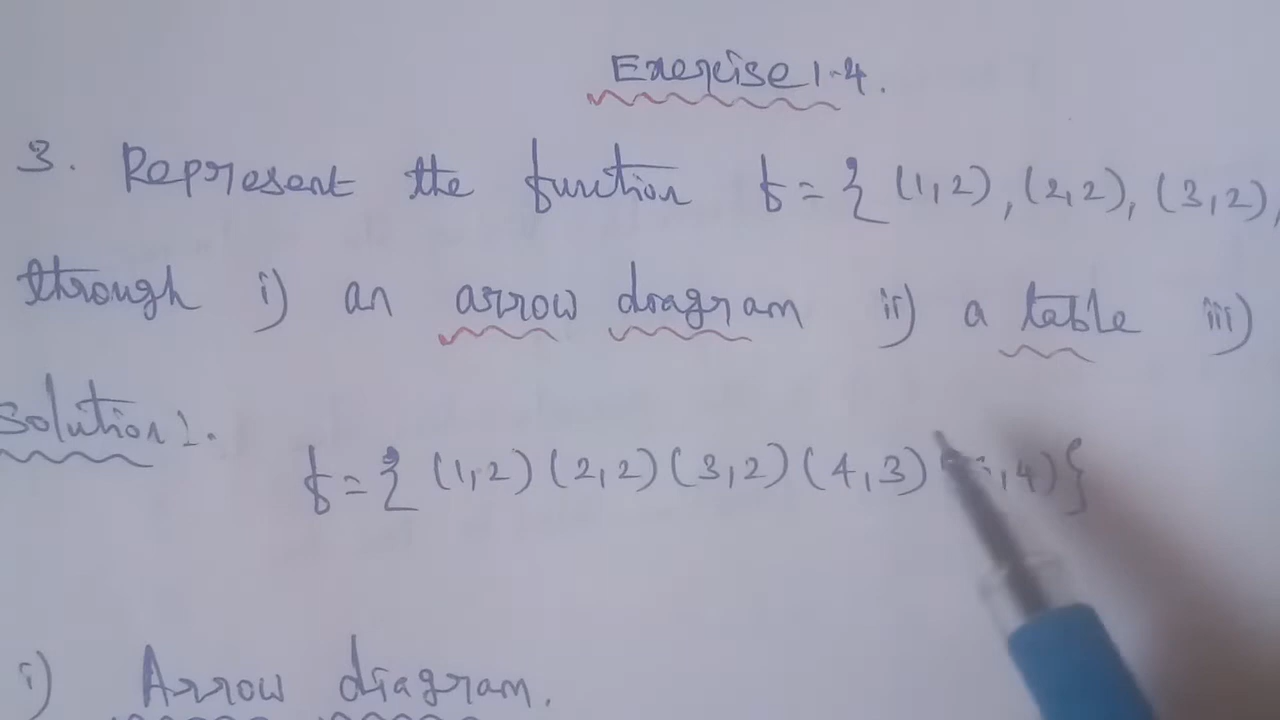 Exercise 1.4.
3. Represent the function f = { (1,2), (2,2), (3,2),
through i) an arrow diagram ii) a table iii)
Solution:.
f = { (1,2) (2,2) (3,2) (4,3) ,4) }
i) Arrow diagram.